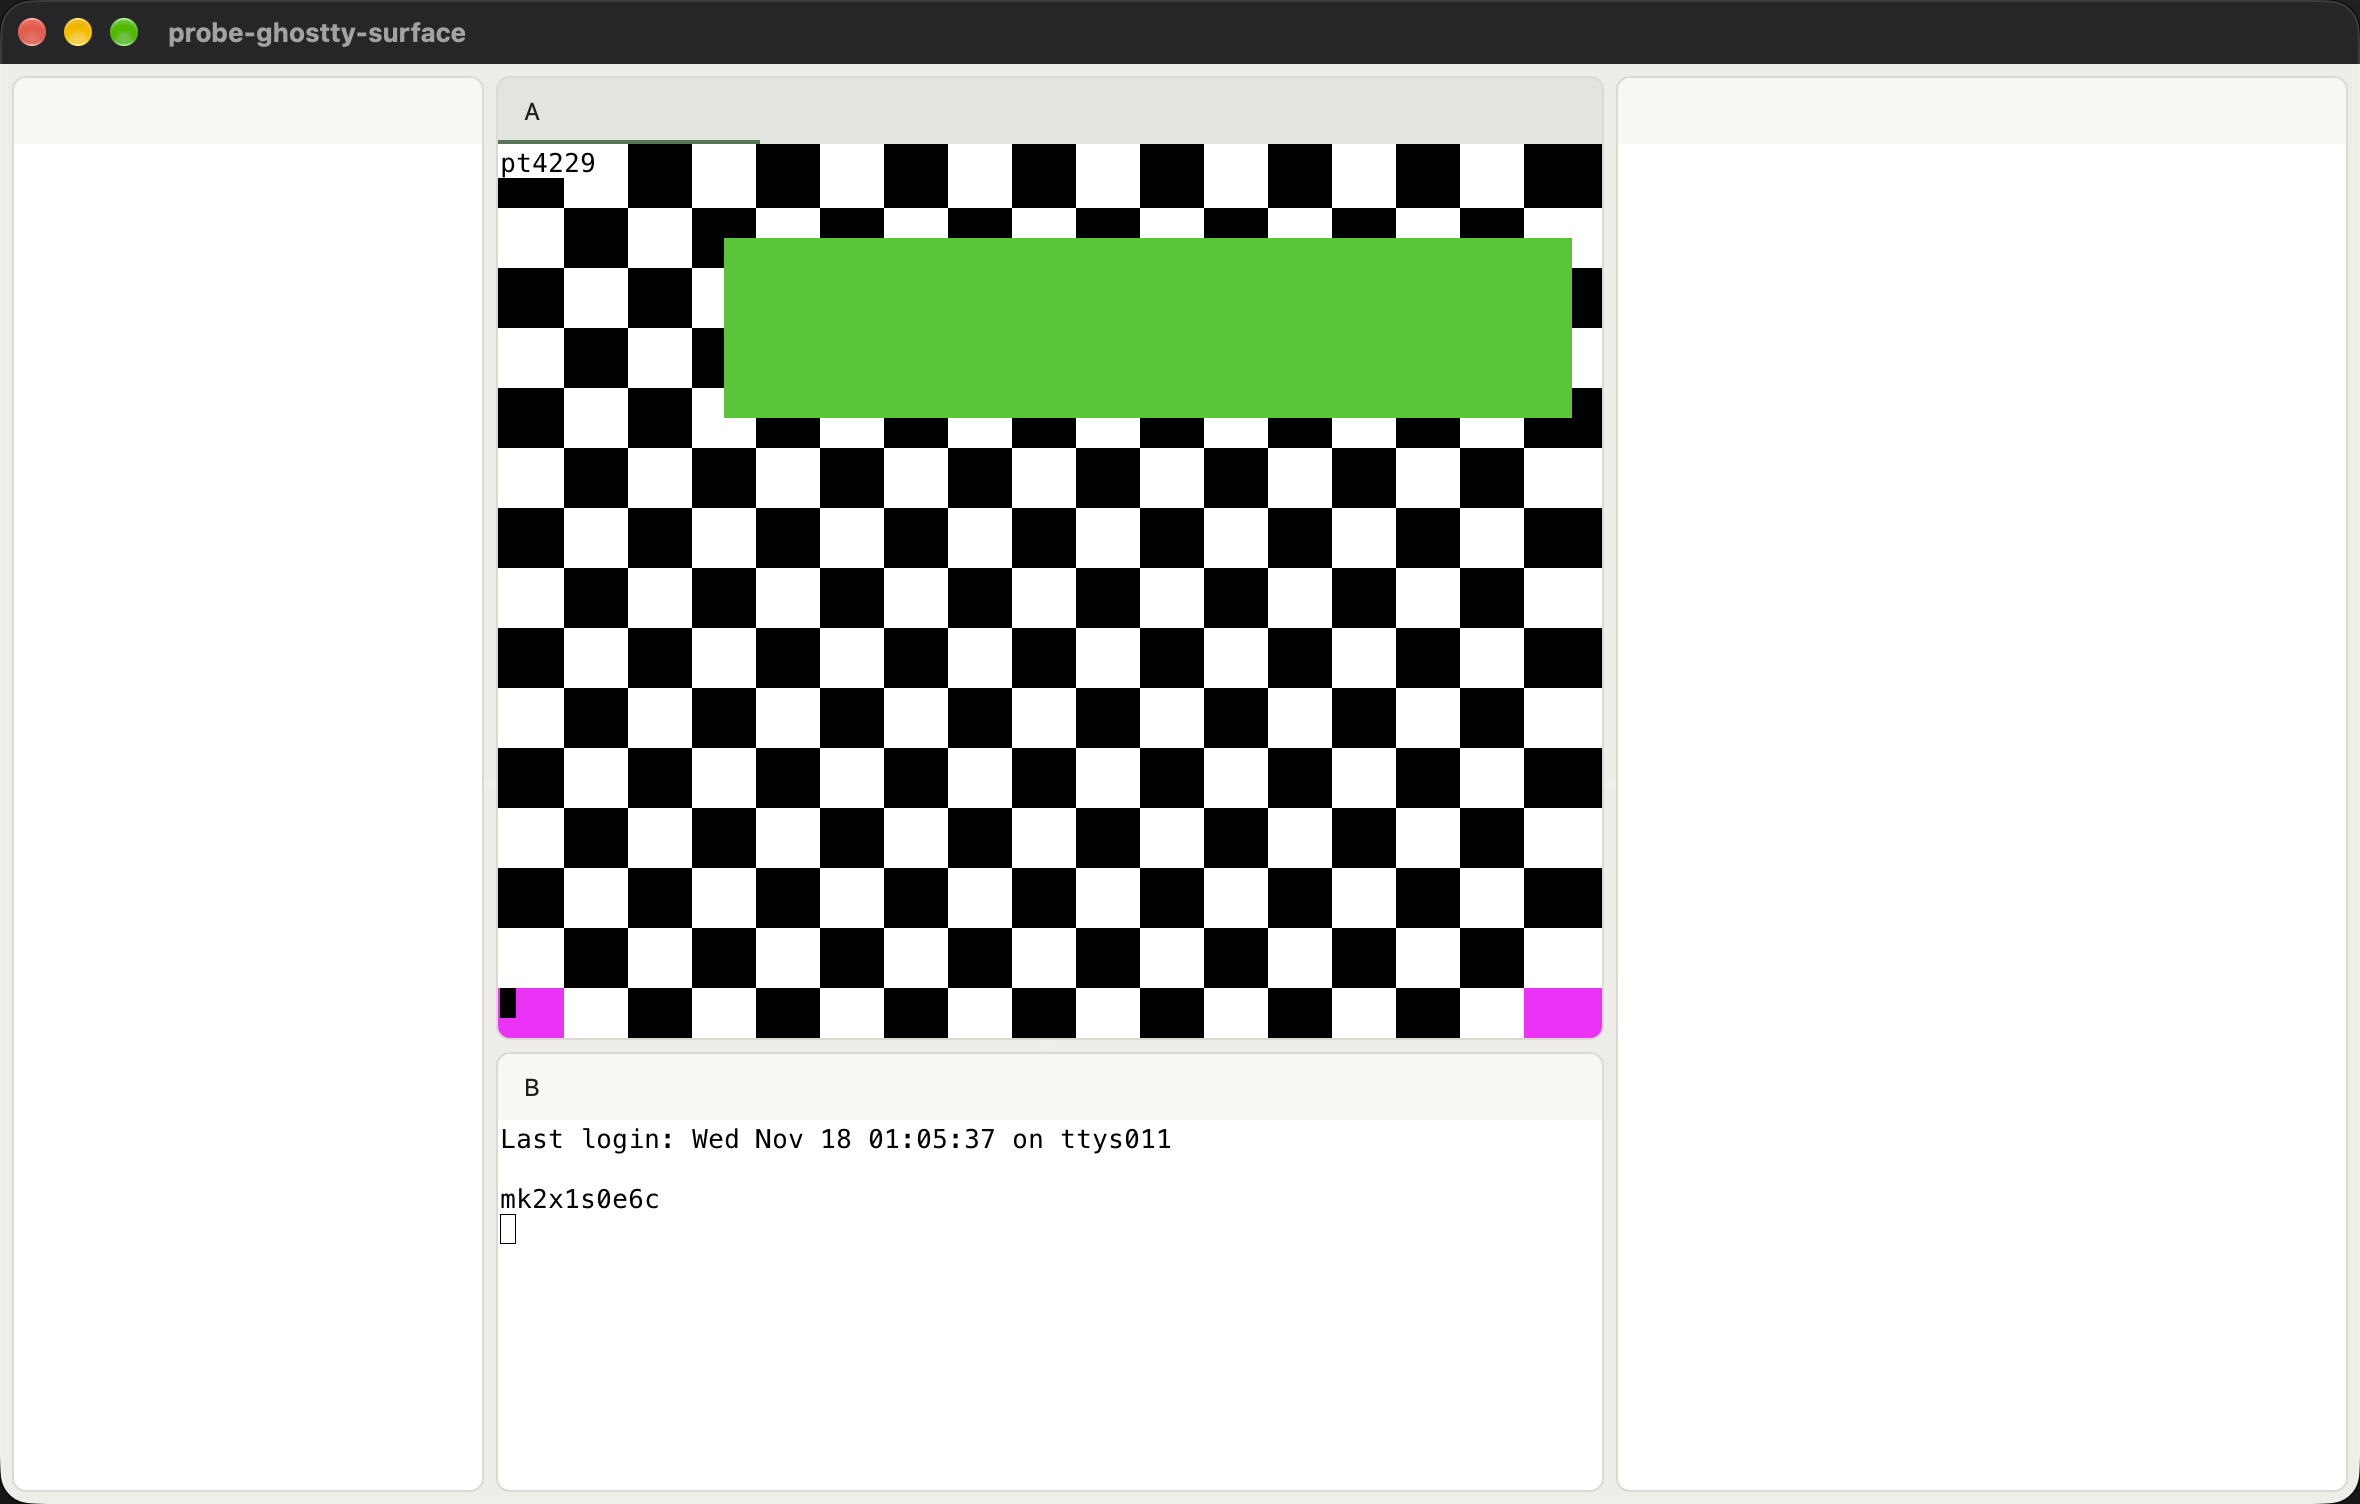 probe-ghostty-surface
A
pt4229
B
Last login: Wed Nov 18 01:05:37 on ttys011
mk2x1s0e6c